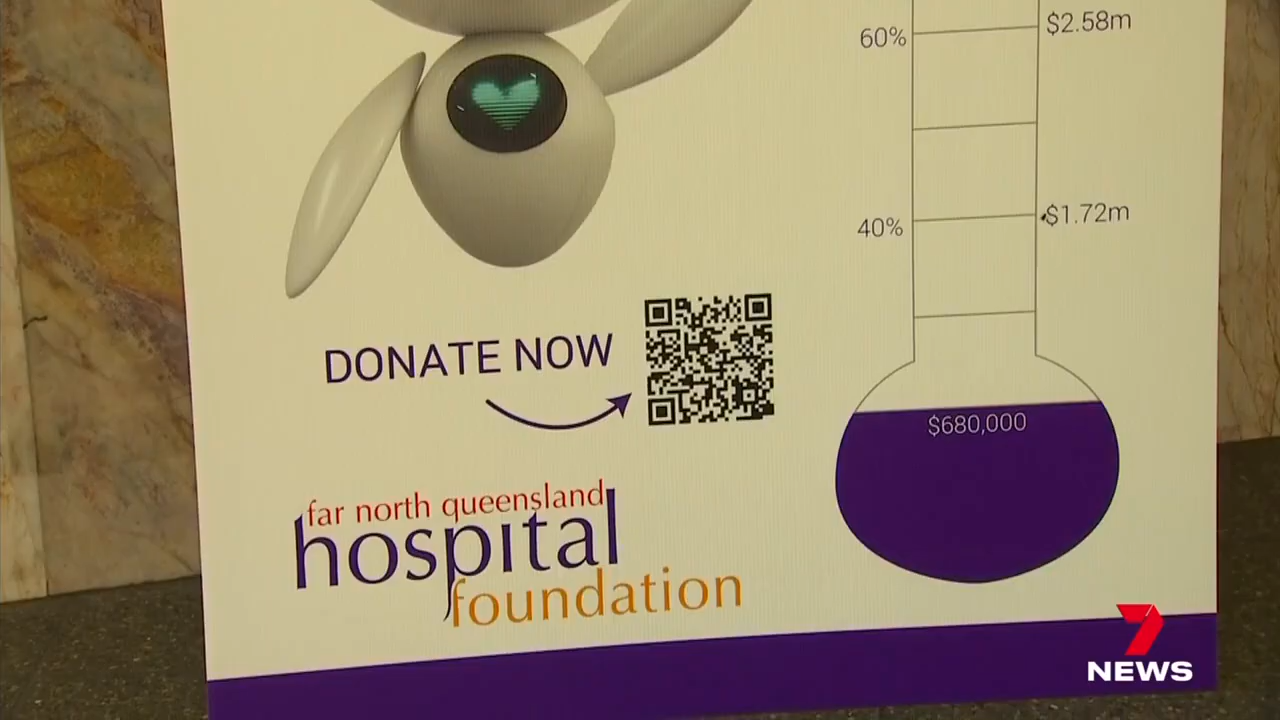 60%
$2.58m
40%
$1.72m
DONATE NOW
$680,000
far north queensland
hospital
foundation
7
NEWS